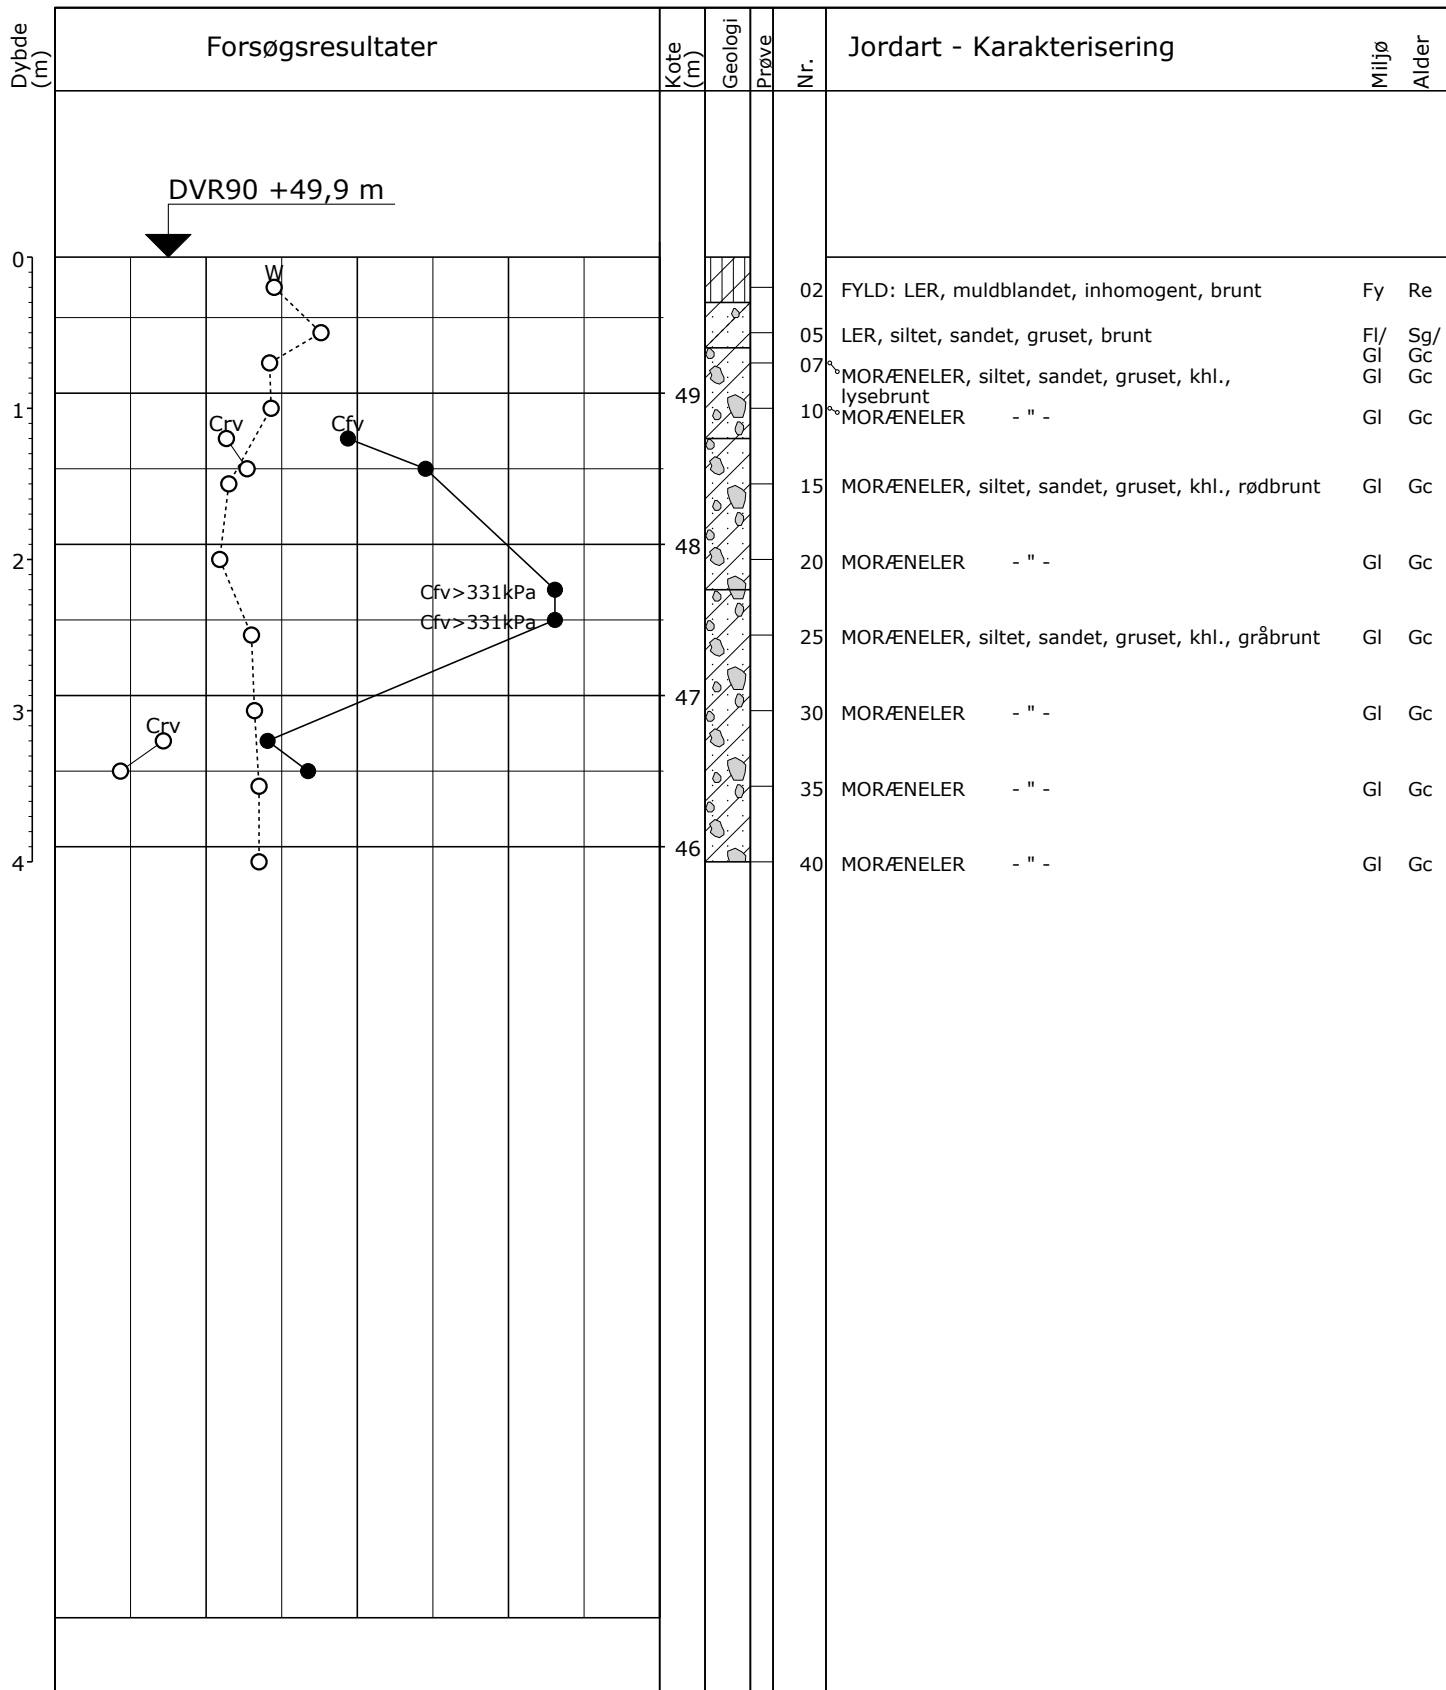 Dybde
(m)
Forsøgsresultater
Kote
(m)
Geologi
Prøve
Nr.
Jordart - Karakterisering
Miljø
Alder
DVR90 +49,9 m
0
W
02 FYLD: LER, muldblandet, inhomogent, brunt Fy Re
05 LER, siltet, sandet, gruset, brunt Fl/ Sg/
Gl Gc
07 MORÆNELER, siltet, sandet, gruset, khl., Gl Gc
lysebrunt
49
1
10 MORÆNELER - " - Gl Gc
Crv
Cfv
15 MORÆNELER, siltet, sandet, gruset, khl., rødbrunt Gl Gc
48
2
20 MORÆNELER - " - Gl Gc
Cfv>331kPa
Cfv>331kPa
25 MORÆNELER, siltet, sandet, gruset, khl., gråbrunt Gl Gc
47
3
30 MORÆNELER - " - Gl Gc
Crv
35 MORÆNELER - " - Gl Gc
46
4
40 MORÆNELER - " - Gl Gc